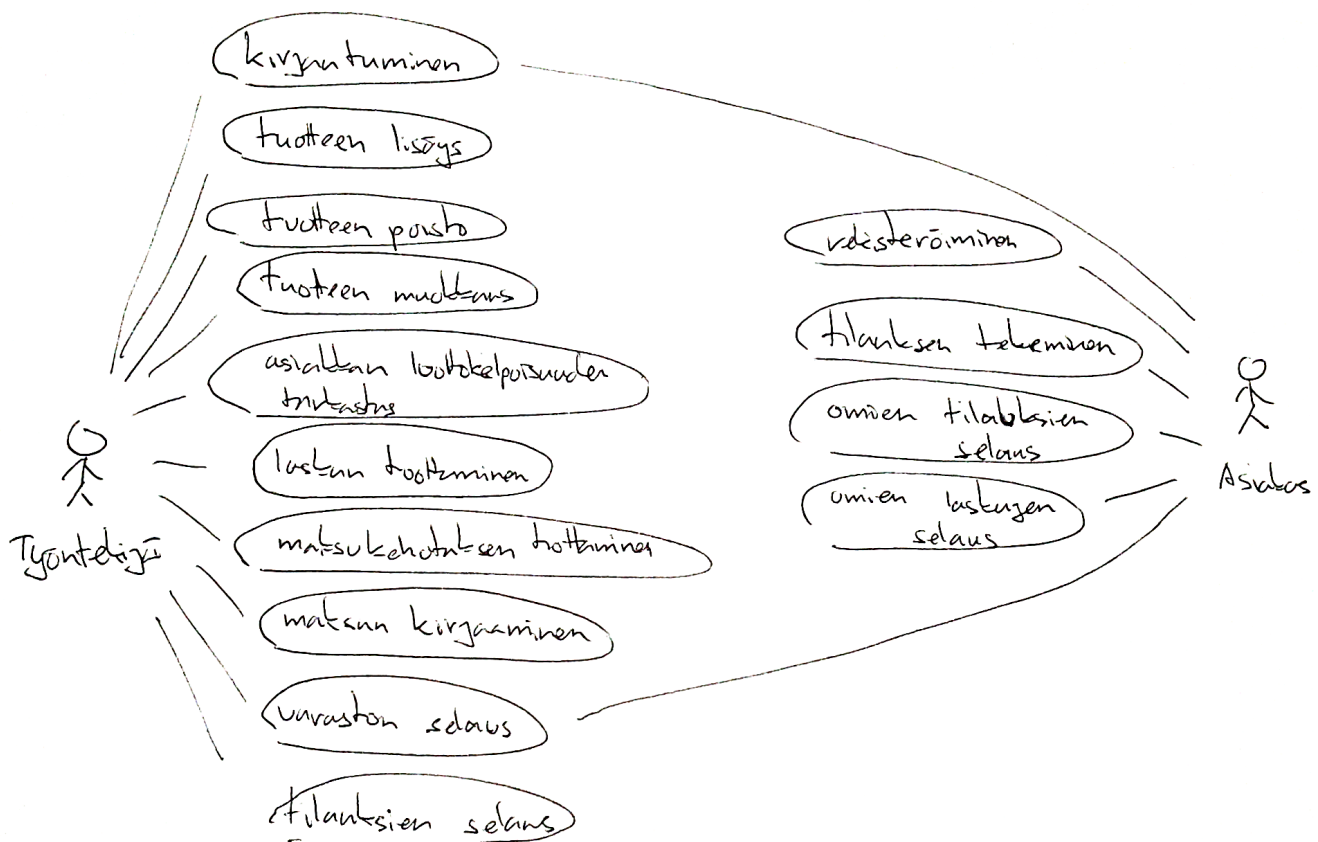 kirjautuminen
tuotteen lisäys
tuotteen poisto
tuotteen muokkaus
asiakkaan luottokelpoisuuden
tarkastus
laskun tuottaminen
maksukehotuksen tuottaminen
maksun kirjaaminen
varaston selaus
tilauksien selaus
Työntekijä
rekisteröiminen
tilauksen tekeminen
omien tilauksien
selaus
omien laskujen
selaus
Asiakas